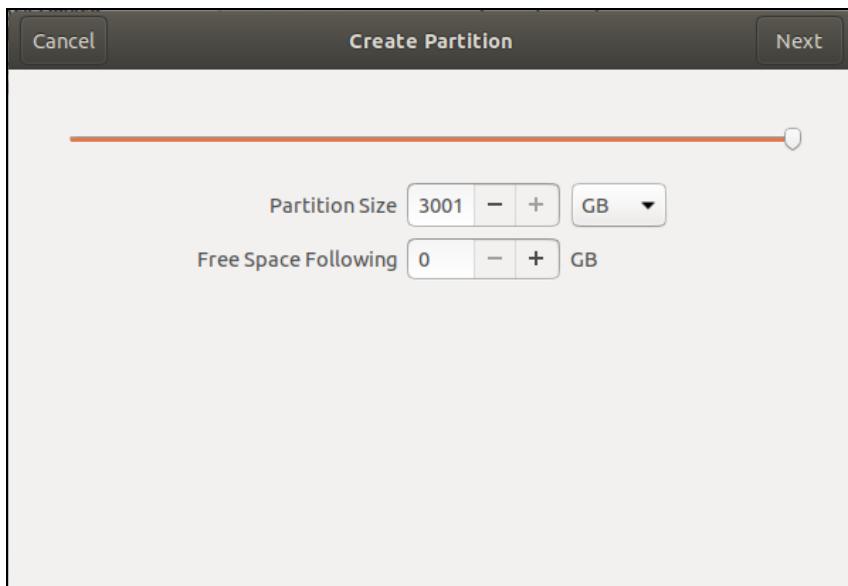 Cancel
Create Partition
Next
Partition Size 3001 − + GB
Free Space Following 0 − + GB